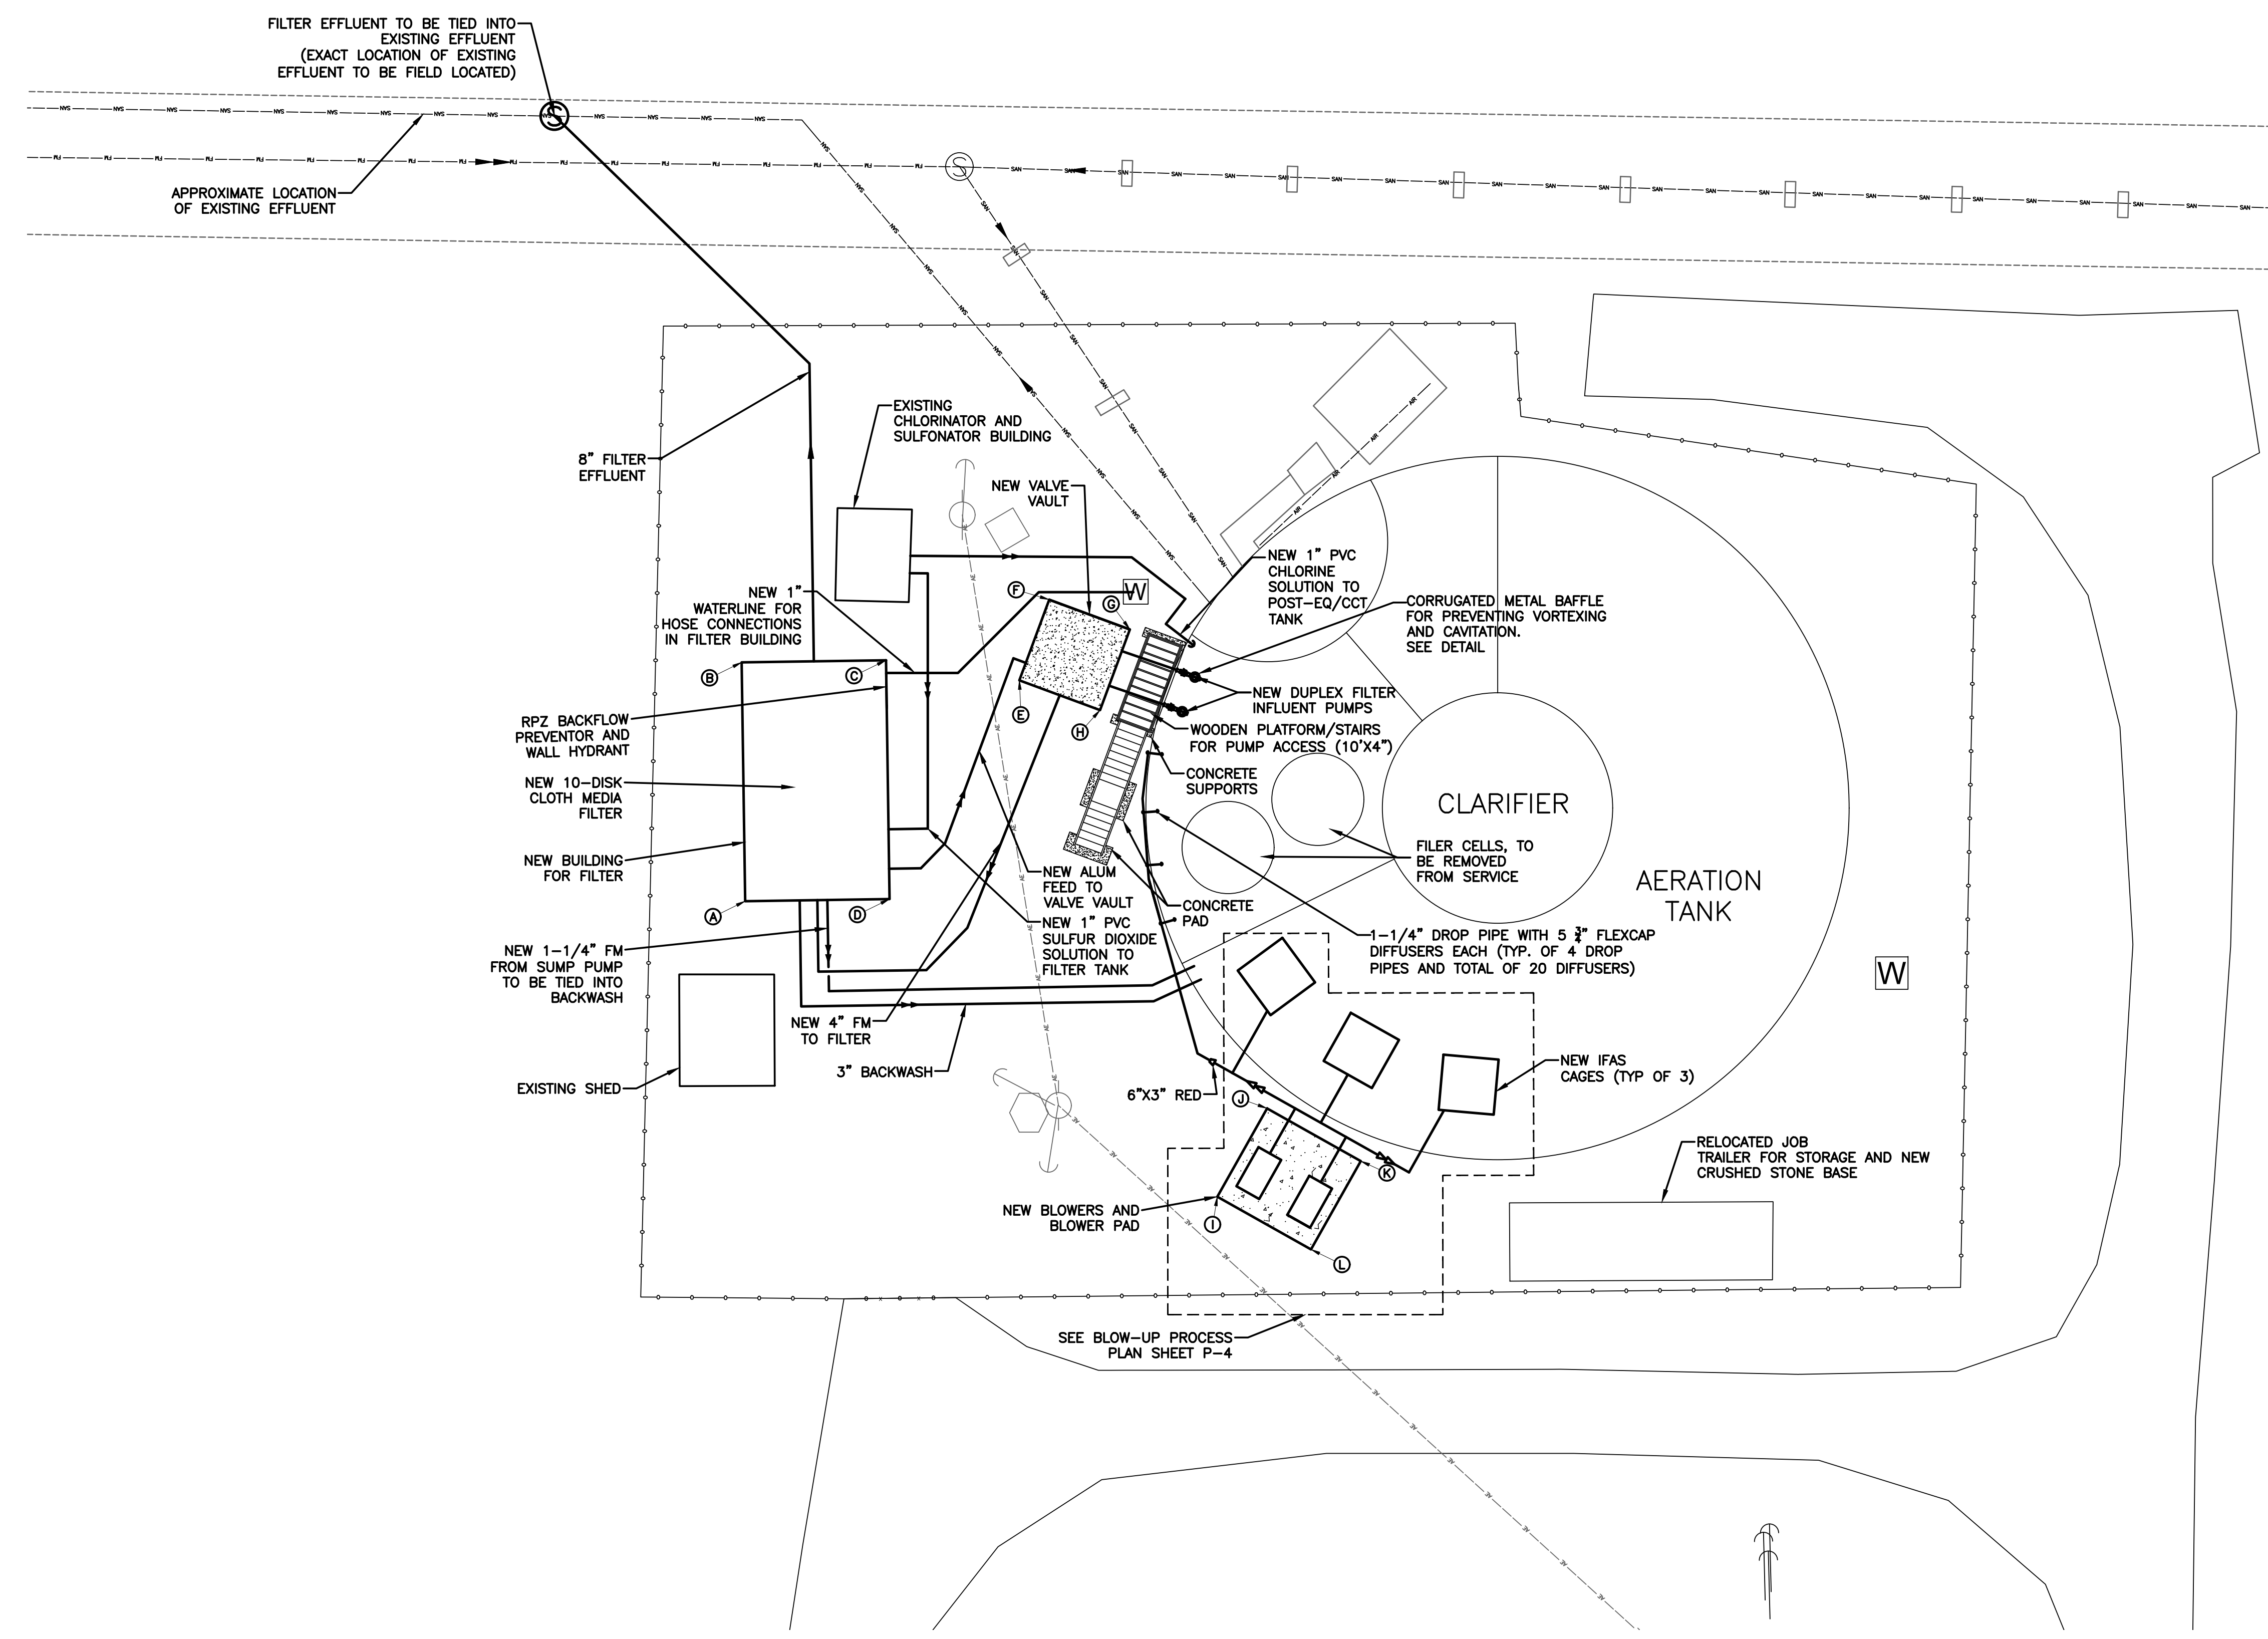 FILTER EFFLUENT TO BE TIED INTO
EXISTING EFFLUENT
(EXACT LOCATION OF EXISTING
EFFLUENT TO BE FIELD LOCATED)
S
S
APPROXIMATE LOCATION
OF EXISTING EFFLUENT
8" FILTER
EFFLUENT
EXISTING
CHLORINATOR AND
SULFONATOR BUILDING
NEW VALVE
VAULT
NEW 1"
WATERLINE FOR
HOSE CONNECTIONS
IN FILTER BUILDING
NEW 1" PVC
CHLORINE
SOLUTION TO
POST-EQ/CCT
TANK
CORRUGATED METAL BAFFLE
FOR PREVENTING VORTEXING
AND CAVITATION.
SEE DETAIL
F
G
W
B
C
E
H
NEW DUPLEX FILTER
INFLUENT PUMPS
WOODEN PLATFORM/STAIRS
FOR PUMP ACCESS (10'X4")
RPZ BACKFLOW
PREVENTOR AND
WALL HYDRANT
CONCRETE
SUPPORTS
NEW 10-DISK
CLOTH MEDIA
FILTER
CLARIFIER
FILER CELLS, TO
BE REMOVED
FROM SERVICE
AERATION
TANK
NEW BUILDING
FOR FILTER
NEW ALUM
FEED TO
VALVE VAULT
CONCRETE
PAD
A
D
NEW 1" PVC
SULFUR DIOXIDE
SOLUTION TO
FILTER TANK
1-1/4" DROP PIPE WITH 5 3/4" FLEXCAP
DIFFUSERS EACH (TYP. OF 4 DROP
PIPES AND TOTAL OF 20 DIFFUSERS)
NEW 1-1/4" FM
FROM SUMP PUMP
TO BE TIED INTO
BACKWASH
W
NEW 4" FM
TO FILTER
3" BACKWASH
EXISTING SHED
6"X3" RED
NEW IFAS
CAGES (TYP OF 3)
J
K
I
L
RELOCATED JOB
TRAILER FOR STORAGE AND NEW
CRUSHED STONE BASE
NEW BLOWERS AND
BLOWER PAD
SEE BLOW-UP PROCESS
PLAN SHEET P-4
SAN
FM
AIR
AE